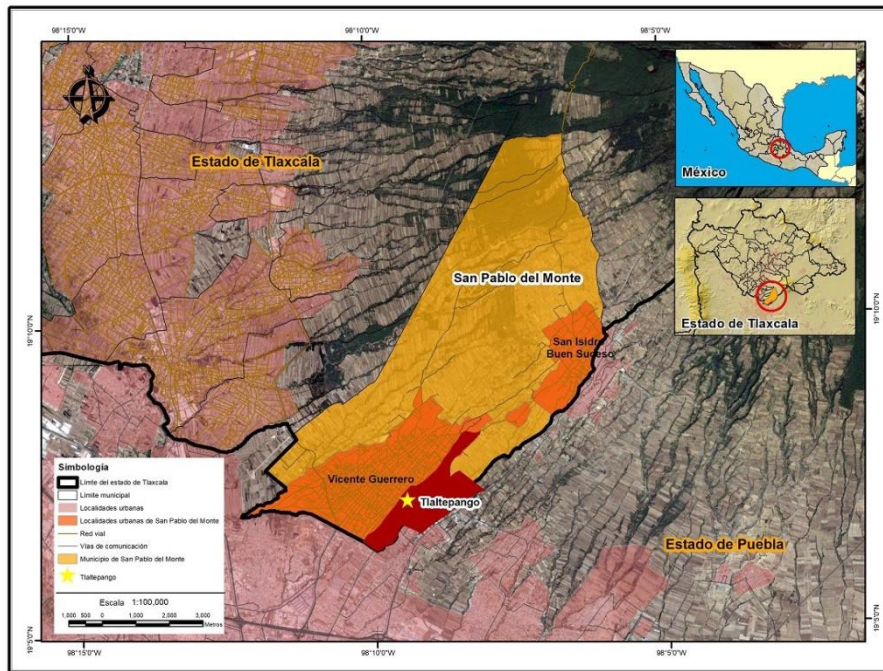 98°15'0"W
98°10'0"W
98°5'0"W
México
Estado de Tlaxcala
San Pablo del Monte
Estado de Tlaxcala
19°10'0"N
19°10'0"N
San Isidro
Buen Suceso
Vicente Guerrero
Tlaltepango
Estado de Puebla
Simbología
Límite del estado de Tlaxcala
Límite municipal
Localidades urbanas
Localidades urbanas de San Pablo del Monte
Red vial
Vías de comunicación
Municipio de San Pablo del Monte
Tlaltepango
Escala 1:100,000
1,000 500 0 1,000 2,000 3,000
Metros
19°5'0"N
19°5'0"N
98°15'0"W
98°10'0"W
98°5'0"W